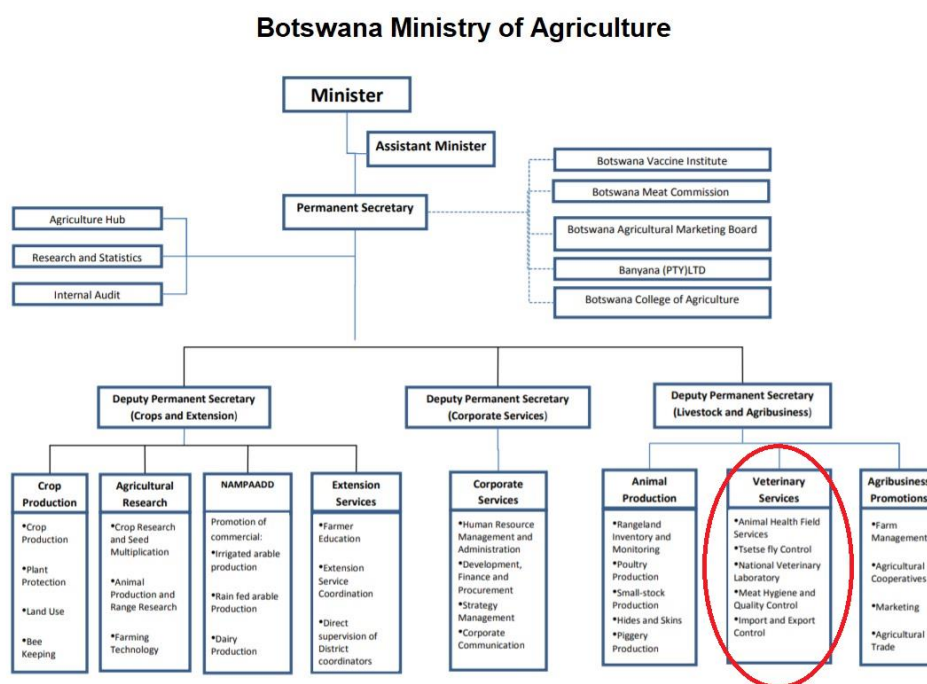 Botswana Ministry of Agriculture
Minister
Assistant Minister
Permanent Secretary
Botswana Vaccine Institute
Botswana Meat Commission
Botswana Agricultural Marketing Board
Banyana (PTY)LTD
Botswana College of Agriculture
Agriculture Hub
Research and Statistics
Internal Audit
Deputy Permanent Secretary
(Crops and Extension)
Deputy Permanent Secretary
(Corporate Services)
Deputy Permanent Secretary
(Livestock and Agribusiness)
Crop
Production
•Crop
Production
•Plant
Protection
•Land Use
•Bee
Keeping
Agricultural
Research
•Crop Research
and Seed
Multiplication
•Animal
Production and
Range Research
•Farming
Technology
NAMPAADD
Promotion of
commercial:
•Irrigated arable
production
•Rain fed arable
Production
•Dairy
Production
Extension
Services
•Farmer
Education
•Extension
Service
Coordination
•Direct
supervision of
District
coordinators
Corporate
Services
•Human Resource
Management and
Administration
•Development,
Finance and
Procurement
•Strategy
Management
•Corporate
Communication
Animal
Production
•Rangeland
Inventory and
Monitoring
•Poultry
Production
•Small-stock
Production
•Hides and Skins
•Piggery
Production
Veterinary
Services
•Animal Health Field
Services
•Tsetse fly Control
•National Veterinary
Laboratory
•Meat Hygiene and
Quality Control
•Import and Export
Control
Agribusiness
Promotions
•Farm
Management
•Agricultural
Cooperatives
•Marketing
•Agricultural
Trade